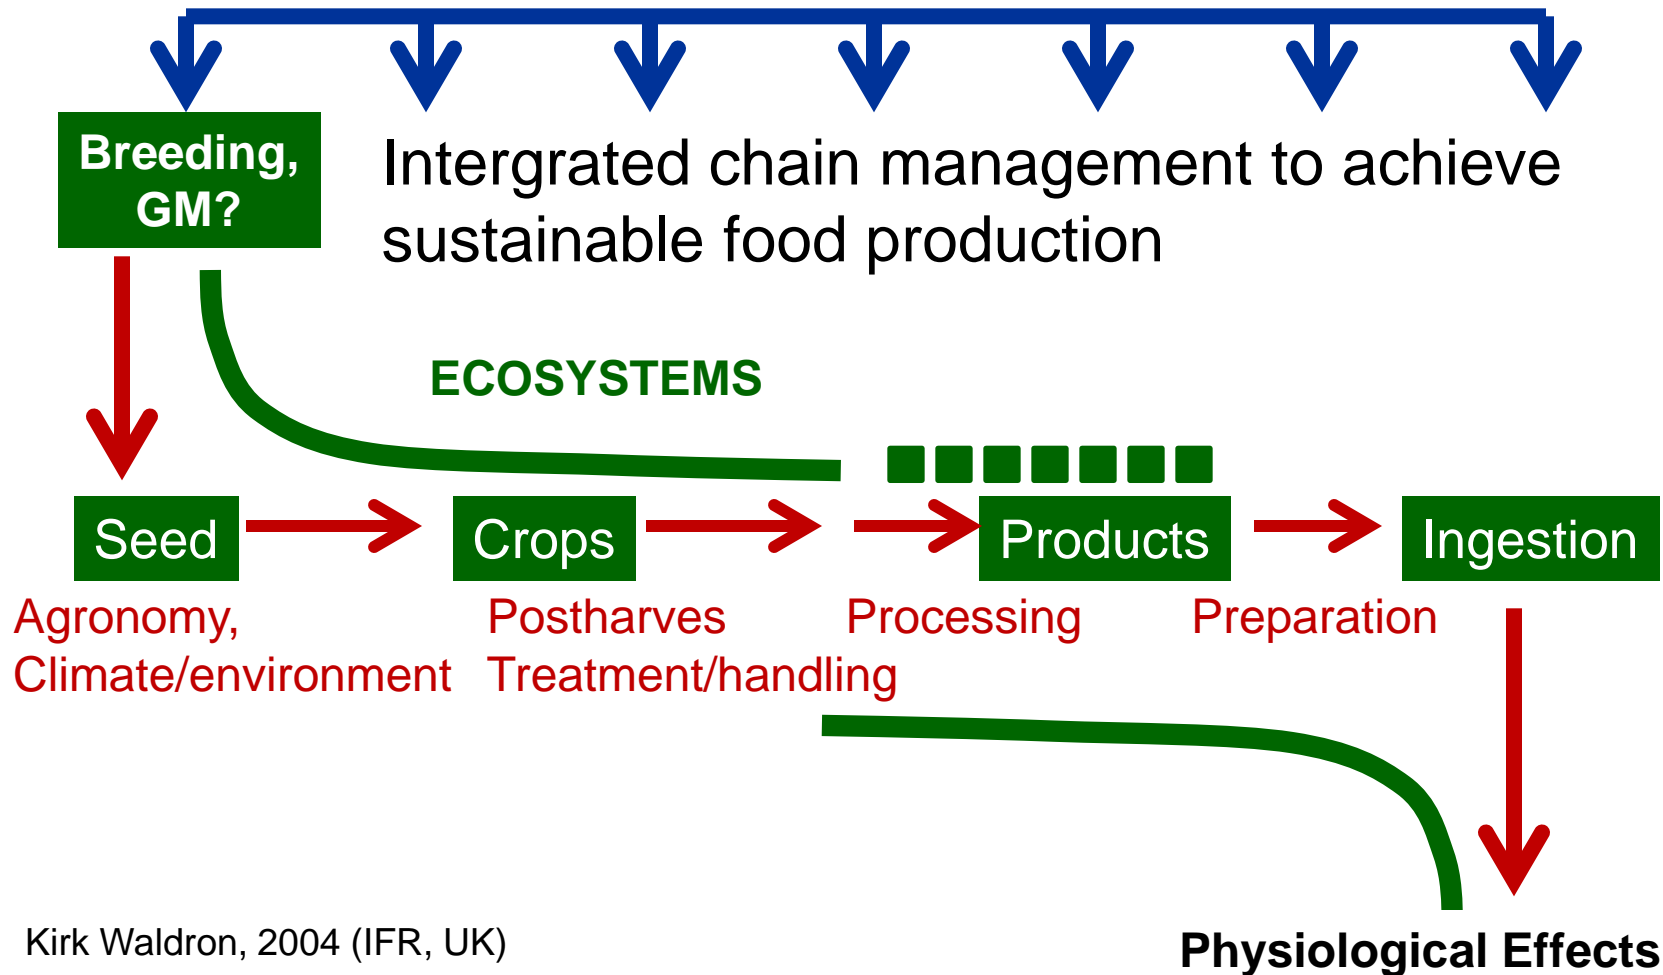 Breeding,
GM?
Intergrated chain management to achieve
sustainable food production
ECOSYSTEMS
Seed
Crops
Products
Ingestion
Agronomy,
Climate/environment
Postharves
Treatment/handling
Processing
Preparation
Kirk Waldron, 2004 (IFR, UK)
Physiological Effects